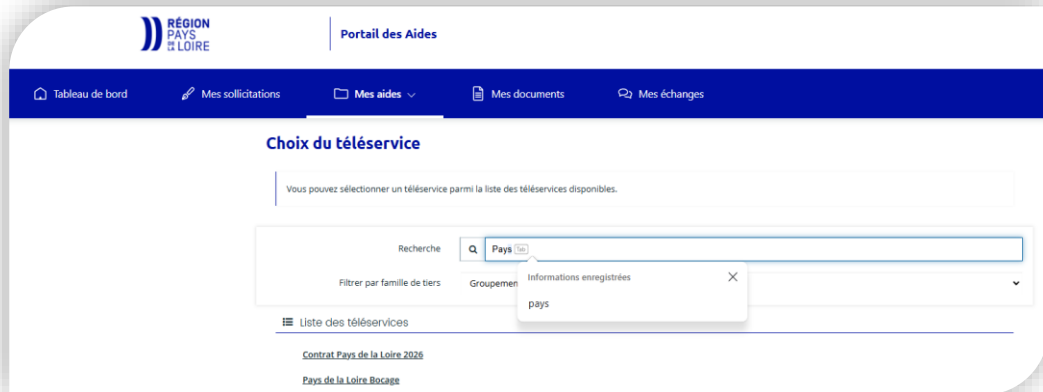 RÉGION
PAYS
DE LA LOIRE
Portail des Aides
Tableau de bord Mes sollicitations Mes aides Mes documents Mes échanges
Choix du téléservice
Vous pouvez sélectionner un téléservice parmi la liste des téléservices disponibles.
Recherche Pays Tab
Informations enregistrées
Filtrer par famille de tiers Groupemen
pays
Liste des téléservices
Contrat Pays de la Loire 2026
Pays de la Loire Bocage